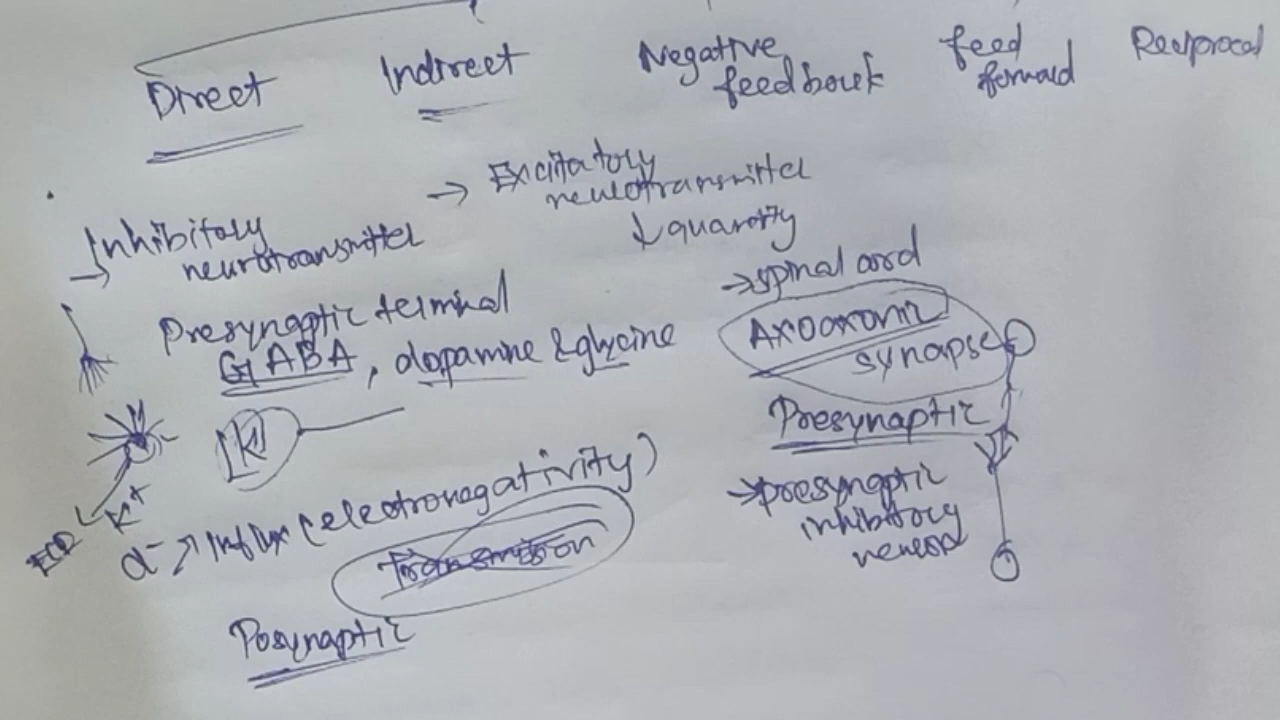 Direct
Indirect
Negative
feedback
feed
forward
Reciprocal
→ Inhibitory
neurotransmitter
→ Excitatory
neurotransmitter
↓ quantity
Presynaptic terminal
GABA, dopamine & glycine
K+
cl- → Influx (electronegativity)
Transmission
Posynaptic
→ spinal cord
Axoaxonic
synapse
Presynaptic
→ presynaptic
inhibitory
neuron